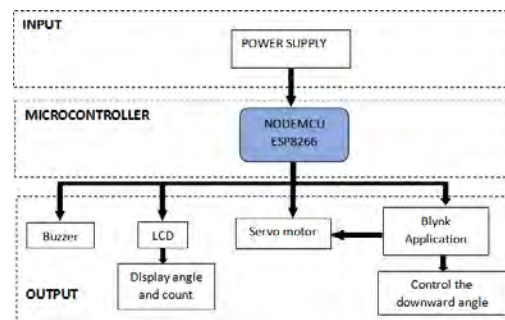 INPUT
POWER SUPPLY
MICROCONTROLLER
NODEMCU
ESP8266
Buzzer
LCD
Servo motor
Blynk
Application
Display angle
and count
Control the
downward angle
OUTPUT